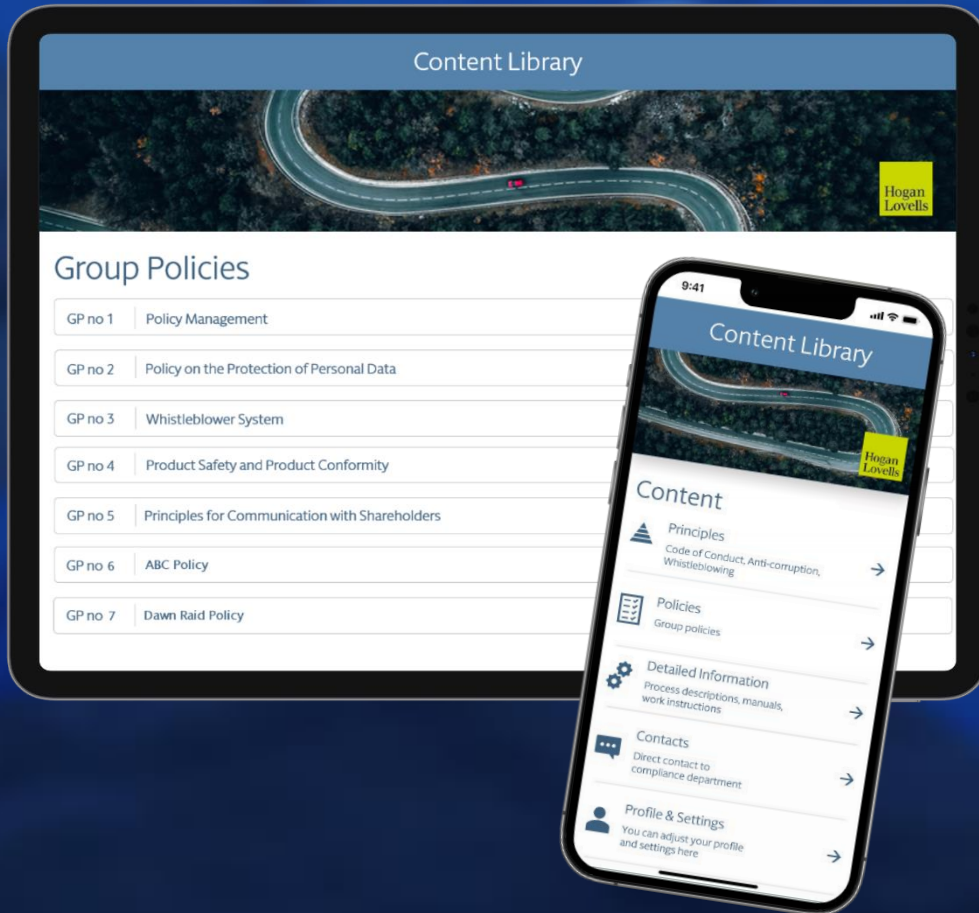 Content Library
Hogan
Lovells
Group Policies
GP no 1 Policy Management
GP no 2 Policy on the Protection of Personal Data
GP no 3 Whistleblower System
GP no 4 Product Safety and Product Conformity
GP no 5 Principles for Communication with Shareholders
GP no 6 ABC Policy
GP no 7 Dawn Raid Policy
9:41
Content Library
Hogan
Lovells
Content
Principles
Code of Conduct, Anti-corruption,
Whistleblowing
Policies
Group policies
Detailed Information
Process descriptions, manuals,
work instructions
Contacts
Direct contact to
compliance department
Profile & Settings
You can adjust your profile
and settings here